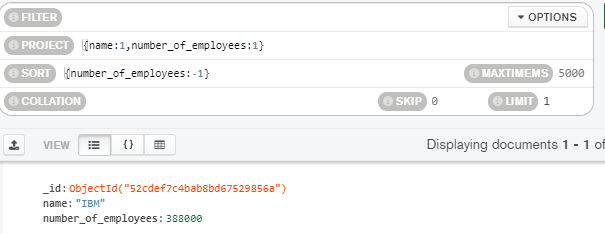 FILTER
OPTIONS
PROJECT {name:1,number_of_employees:1}
SORT {number_of_employees:-1} MAXTIMEMS 5000
COLLATION SKIP 0 LIMIT 1
VIEW {} Displaying documents 1 - 1 of
_id: ObjectId("52cdef7c4bab8bd67529856a")
name: "IBM"
number_of_employees: 388000